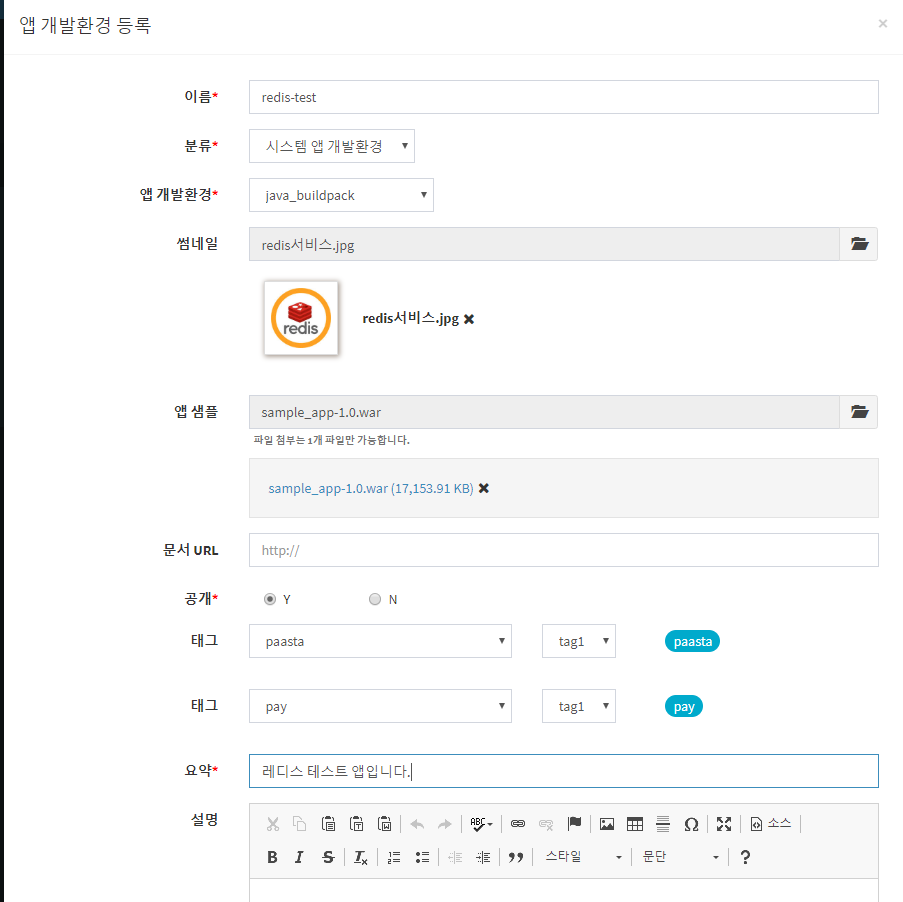 앱 개발환경 등록 ×
이름* redis-test
분류* 시스템 앱 개발환경
앱 개발환경* java_buildpack
썸네일 redis서비스.jpg
redis redis서비스.jpg
앱 샘플 sample_app-1.0.war
파일 첨부는 1개 파일만 가능합니다.
sample_app-1.0.war (17,153.91 KB)
문서 URL http://
공개* Y N
태그 paasta tag1 paasta
태그 pay tag1 pay
요약* 레디스 테스트 앱입니다.
설명 ABC Ω 소스
B I S Tx 스타일 문단 ?